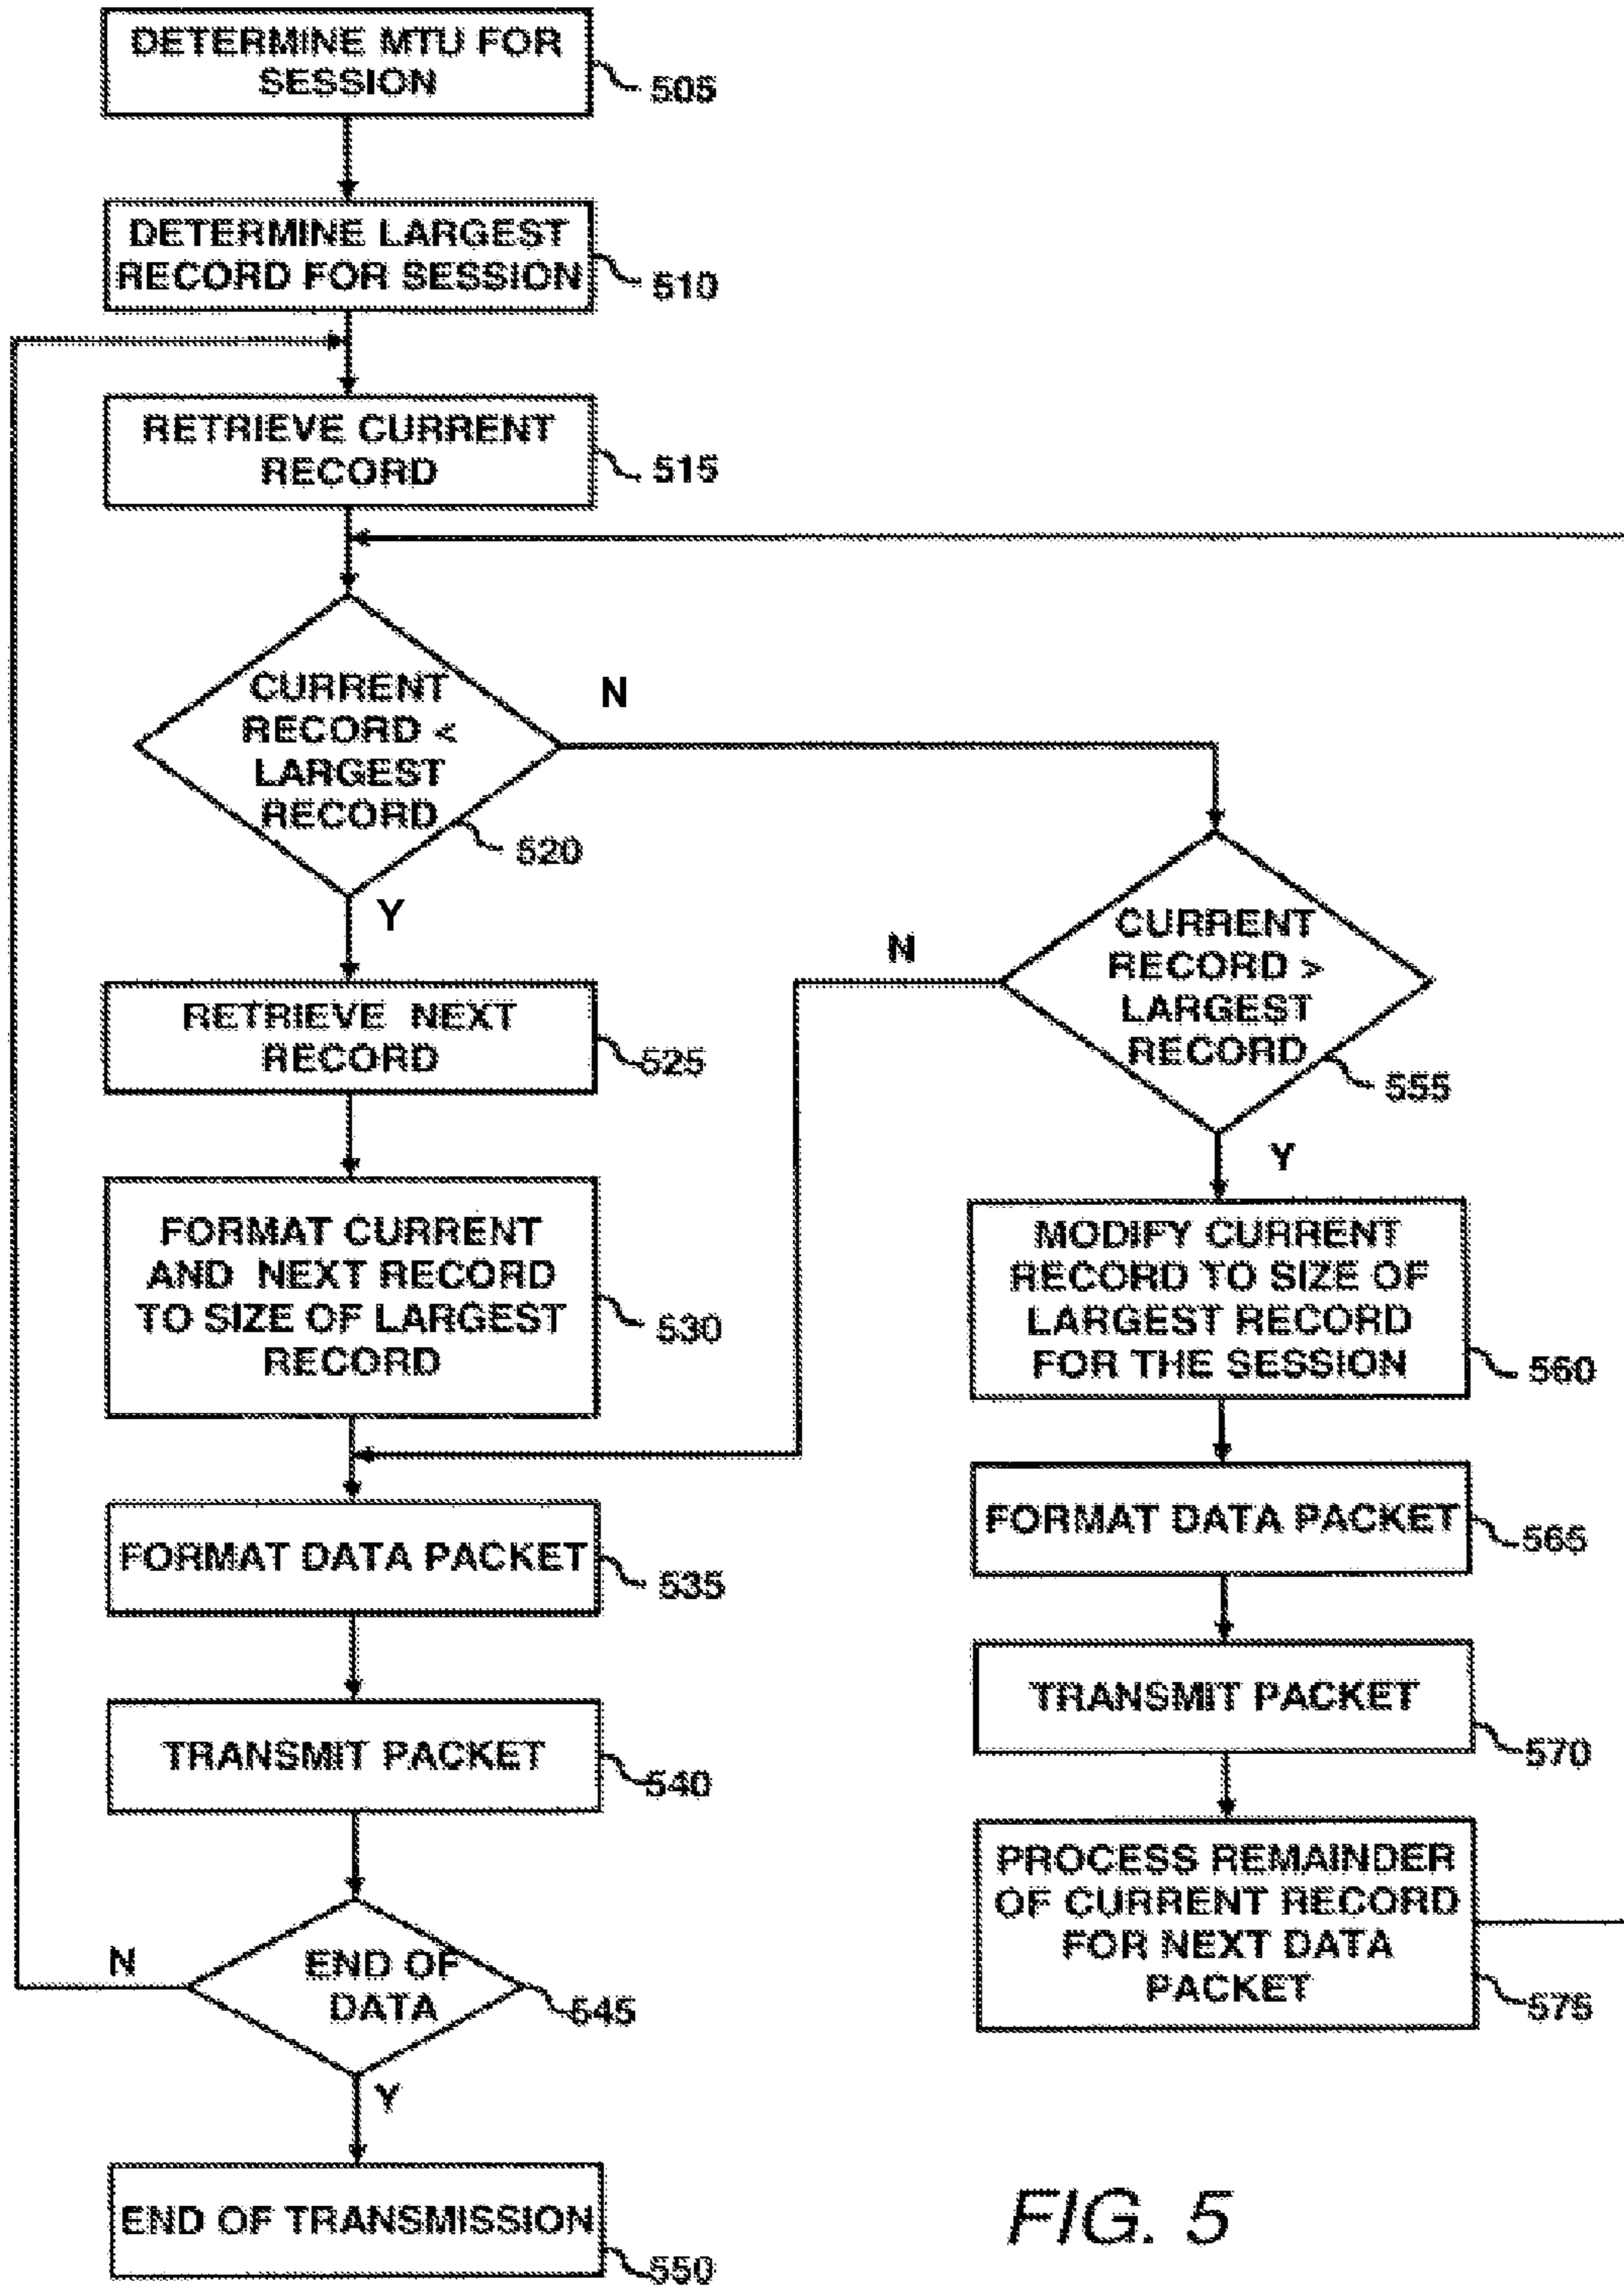 DETERMINE MTU FOR
SESSION
505
DETERMINE LARGEST
RECORD FOR SESSION
510
RETRIEVE CURRENT
RECORD
515
CURRENT
RECORD <
LARGEST
RECORD
520
N
Y
RETRIEVE NEXT
RECORD
525
FORMAT CURRENT
AND NEXT RECORD
TO SIZE OF LARGEST
RECORD
530
FORMAT DATA PACKET
535
TRANSMIT PACKET
540
END OF
DATA
545
N
Y
END OF TRANSMISSION
550
CURRENT
RECORD >
LARGEST
RECORD
555
N
Y
MODIFY CURRENT
RECORD TO SIZE OF
LARGEST RECORD
FOR THE SESSION
560
FORMAT DATA PACKET
565
TRANSMIT PACKET
570
PROCESS REMAINDER
OF CURRENT RECORD
FOR NEXT DATA
PACKET
575
FIG. 5